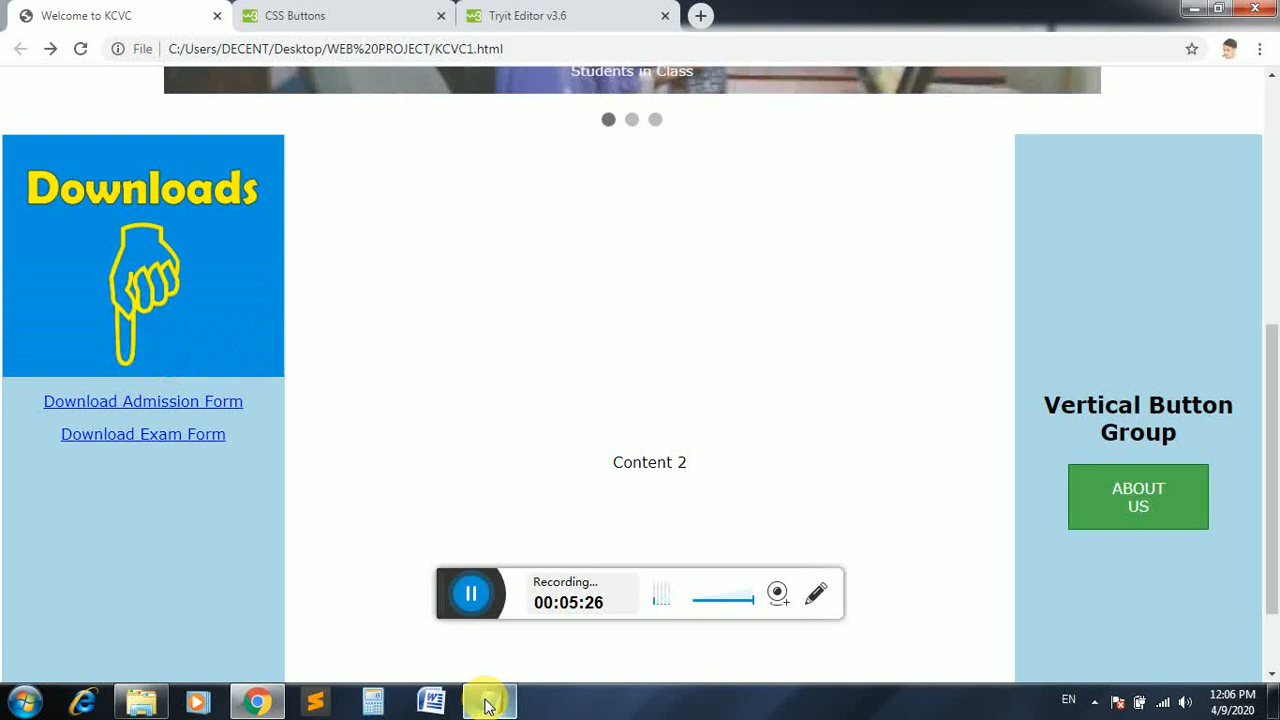 Welcome to KCVC
CSS Buttons
Tryit Editor v3.6
File
C:/Users/DECENT/Desktop/WEB%20PROJECT/KCVC1.html
Students in Class
Downloads
Download Admission Form
Download Exam Form
Content 2
Vertical Button
Group
ABOUT
US
Recording...
00:05:26
EN
12:06 PM
4/9/2020